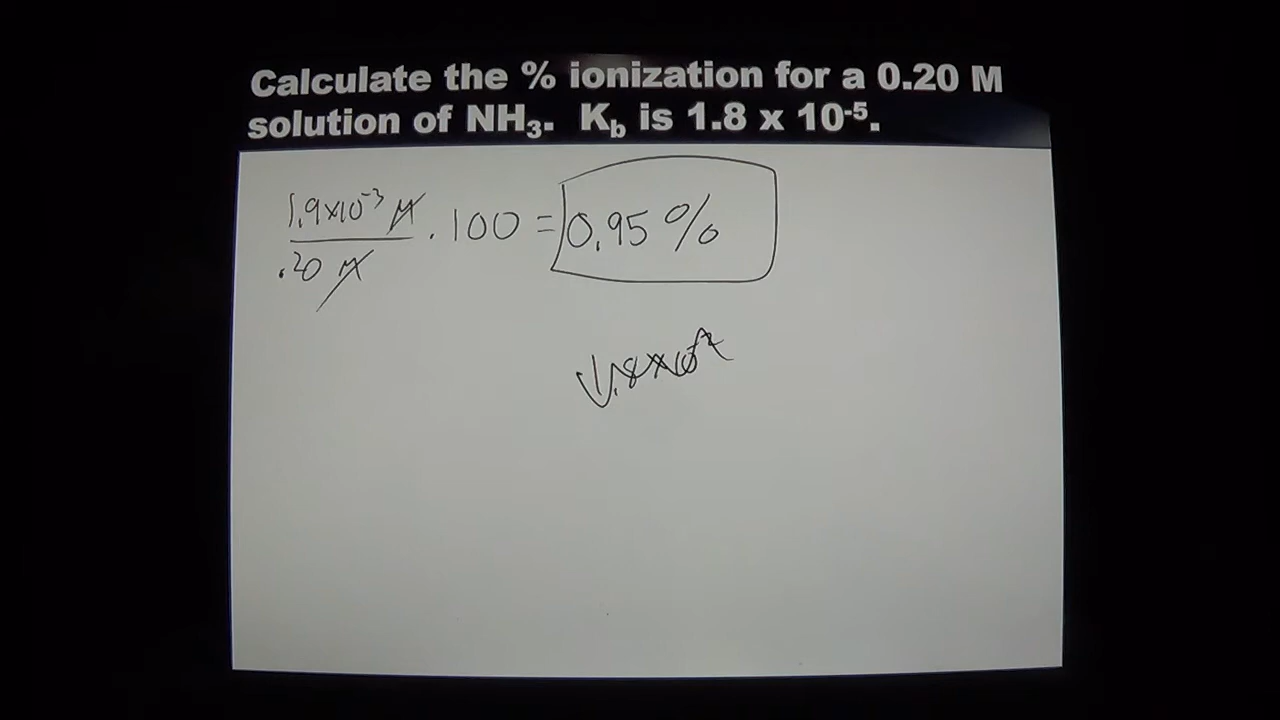 Calculate the % ionization for a 0.20 M
solution of NH₃. K_b is 1.8 x 10⁻⁵.
1.9x10⁻³ M
.20 M
. 100 = 0.95 %